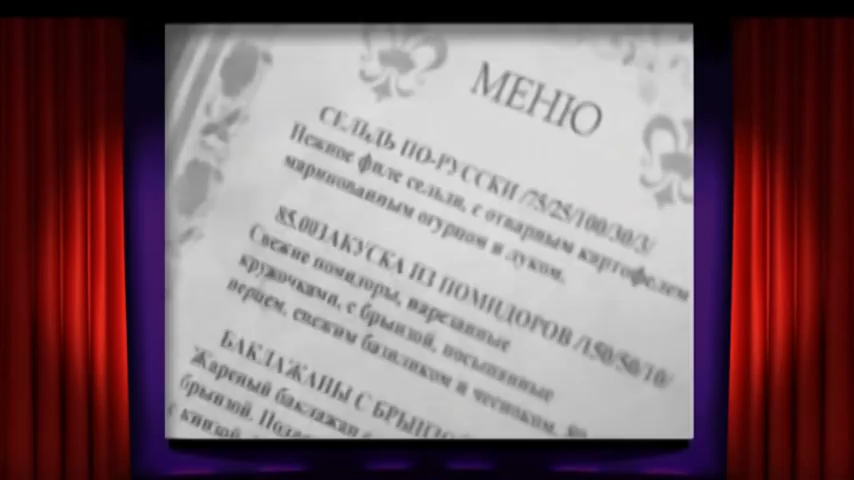 МЕНЮ
СЕЛЬДЬ ПО-РУССКИ /75/25/100/30/3/
Нежное филе сельди, с отварным картофелем
маринованным огурцом и луком.
85.00ЗАКУСКА ИЗ ПОМИДОРОВ /150/50/10/
Свежие помидоры, нарезанные
кружочками, с брынзой, посыпанные
перцем, свежим базиликом и чесноком.
БАКЛАЖАНЫ С
Жареный баклажан
брынзой.
с кинзой